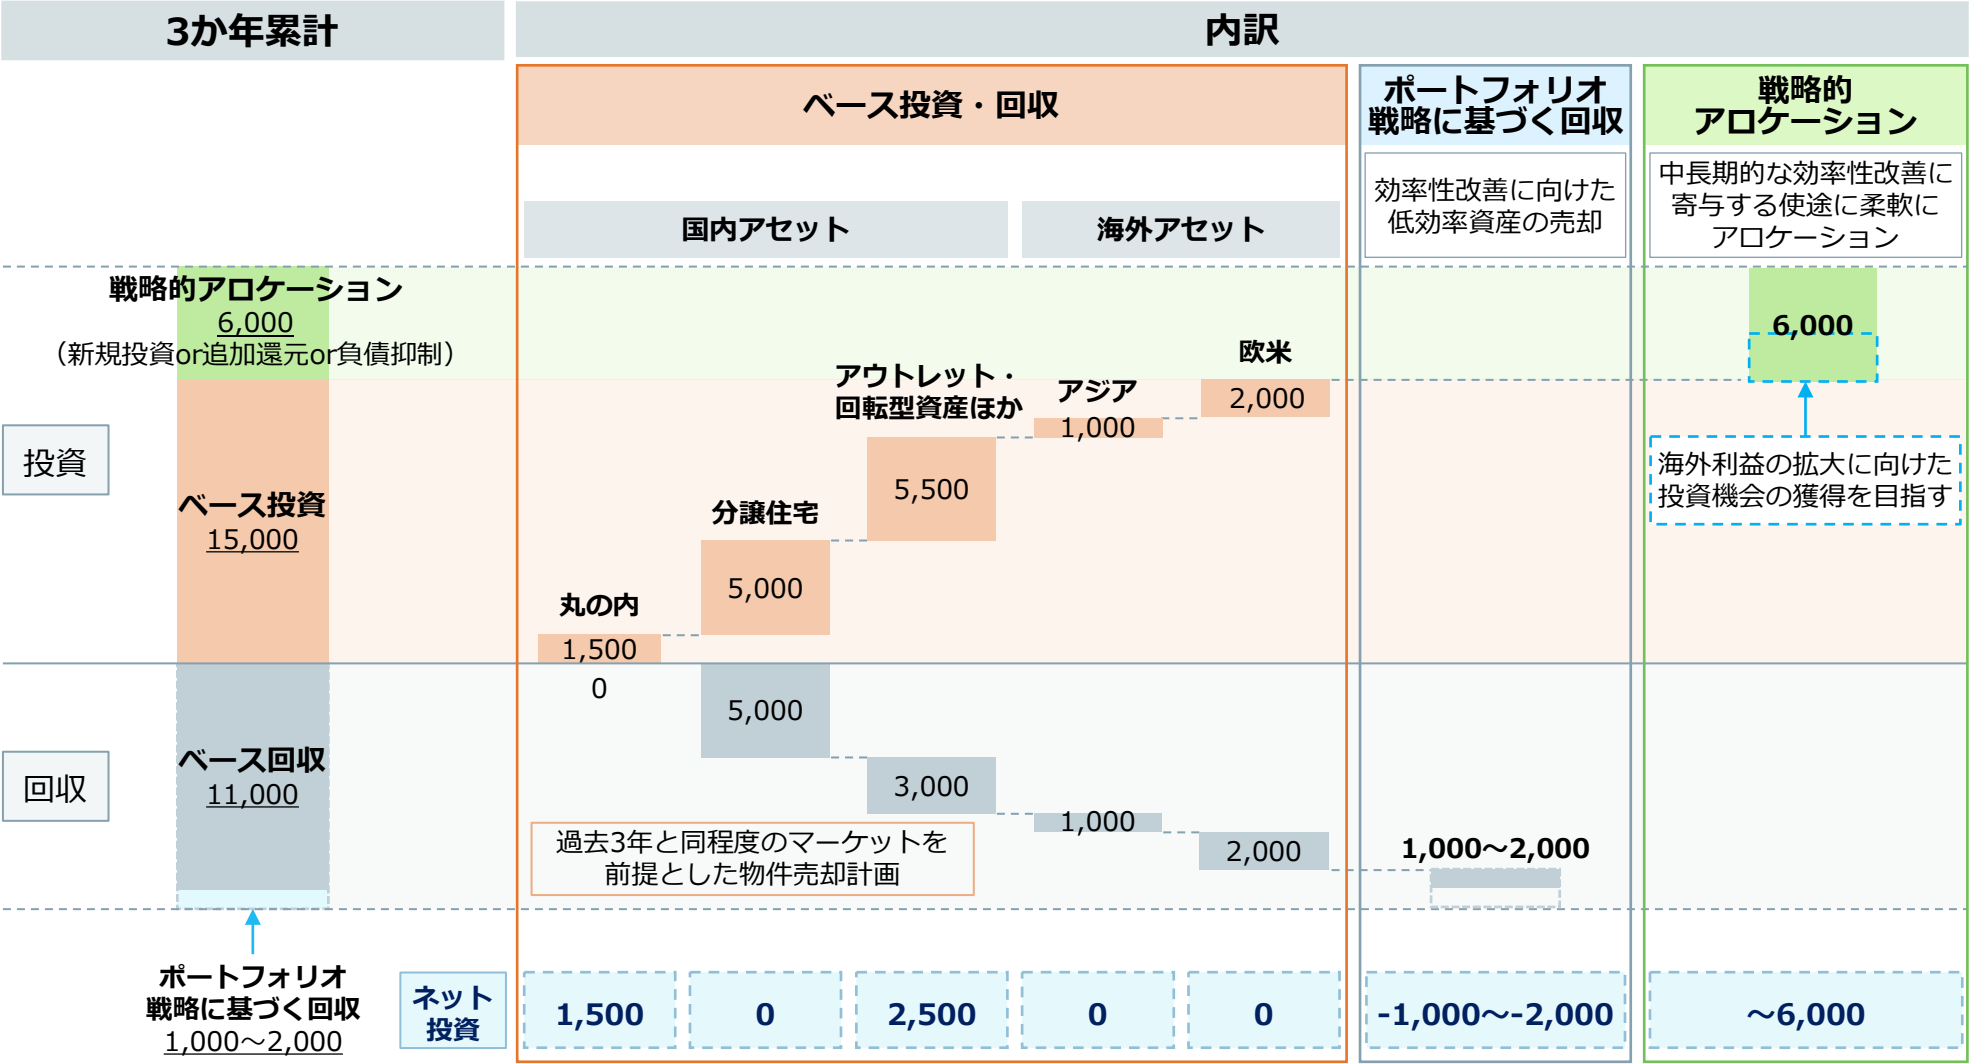 3か年累計
内訳
ベース投資・回収
ポートフォリオ
戦略に基づく回収
戦略的
アロケーション
効率性改善に向けた
低効率資産の売却
中長期的な効率性改善に
寄与する使途に柔軟に
アロケーション
国内アセット
海外アセット
戦略的アロケーション
6,000
（新規投資or追加還元or負債抑制）
投資
ベース投資
15,000
丸の内
1,500
分譲住宅
5,000
アウトレット・
回転型資産ほか
5,500
アジア
1,000
欧米
2,000
6,000
海外利益の拡大に向けた
投資機会の獲得を目指す
回収
ベース回収
11,000
0
5,000
3,000
1,000
2,000
1,000～2,000
過去3年と同程度のマーケットを
前提とした物件売却計画
ポートフォリオ
戦略に基づく回収
1,000～2,000
ネット
投資
1,500
0
2,500
0
0
-1,000～-2,000
～6,000